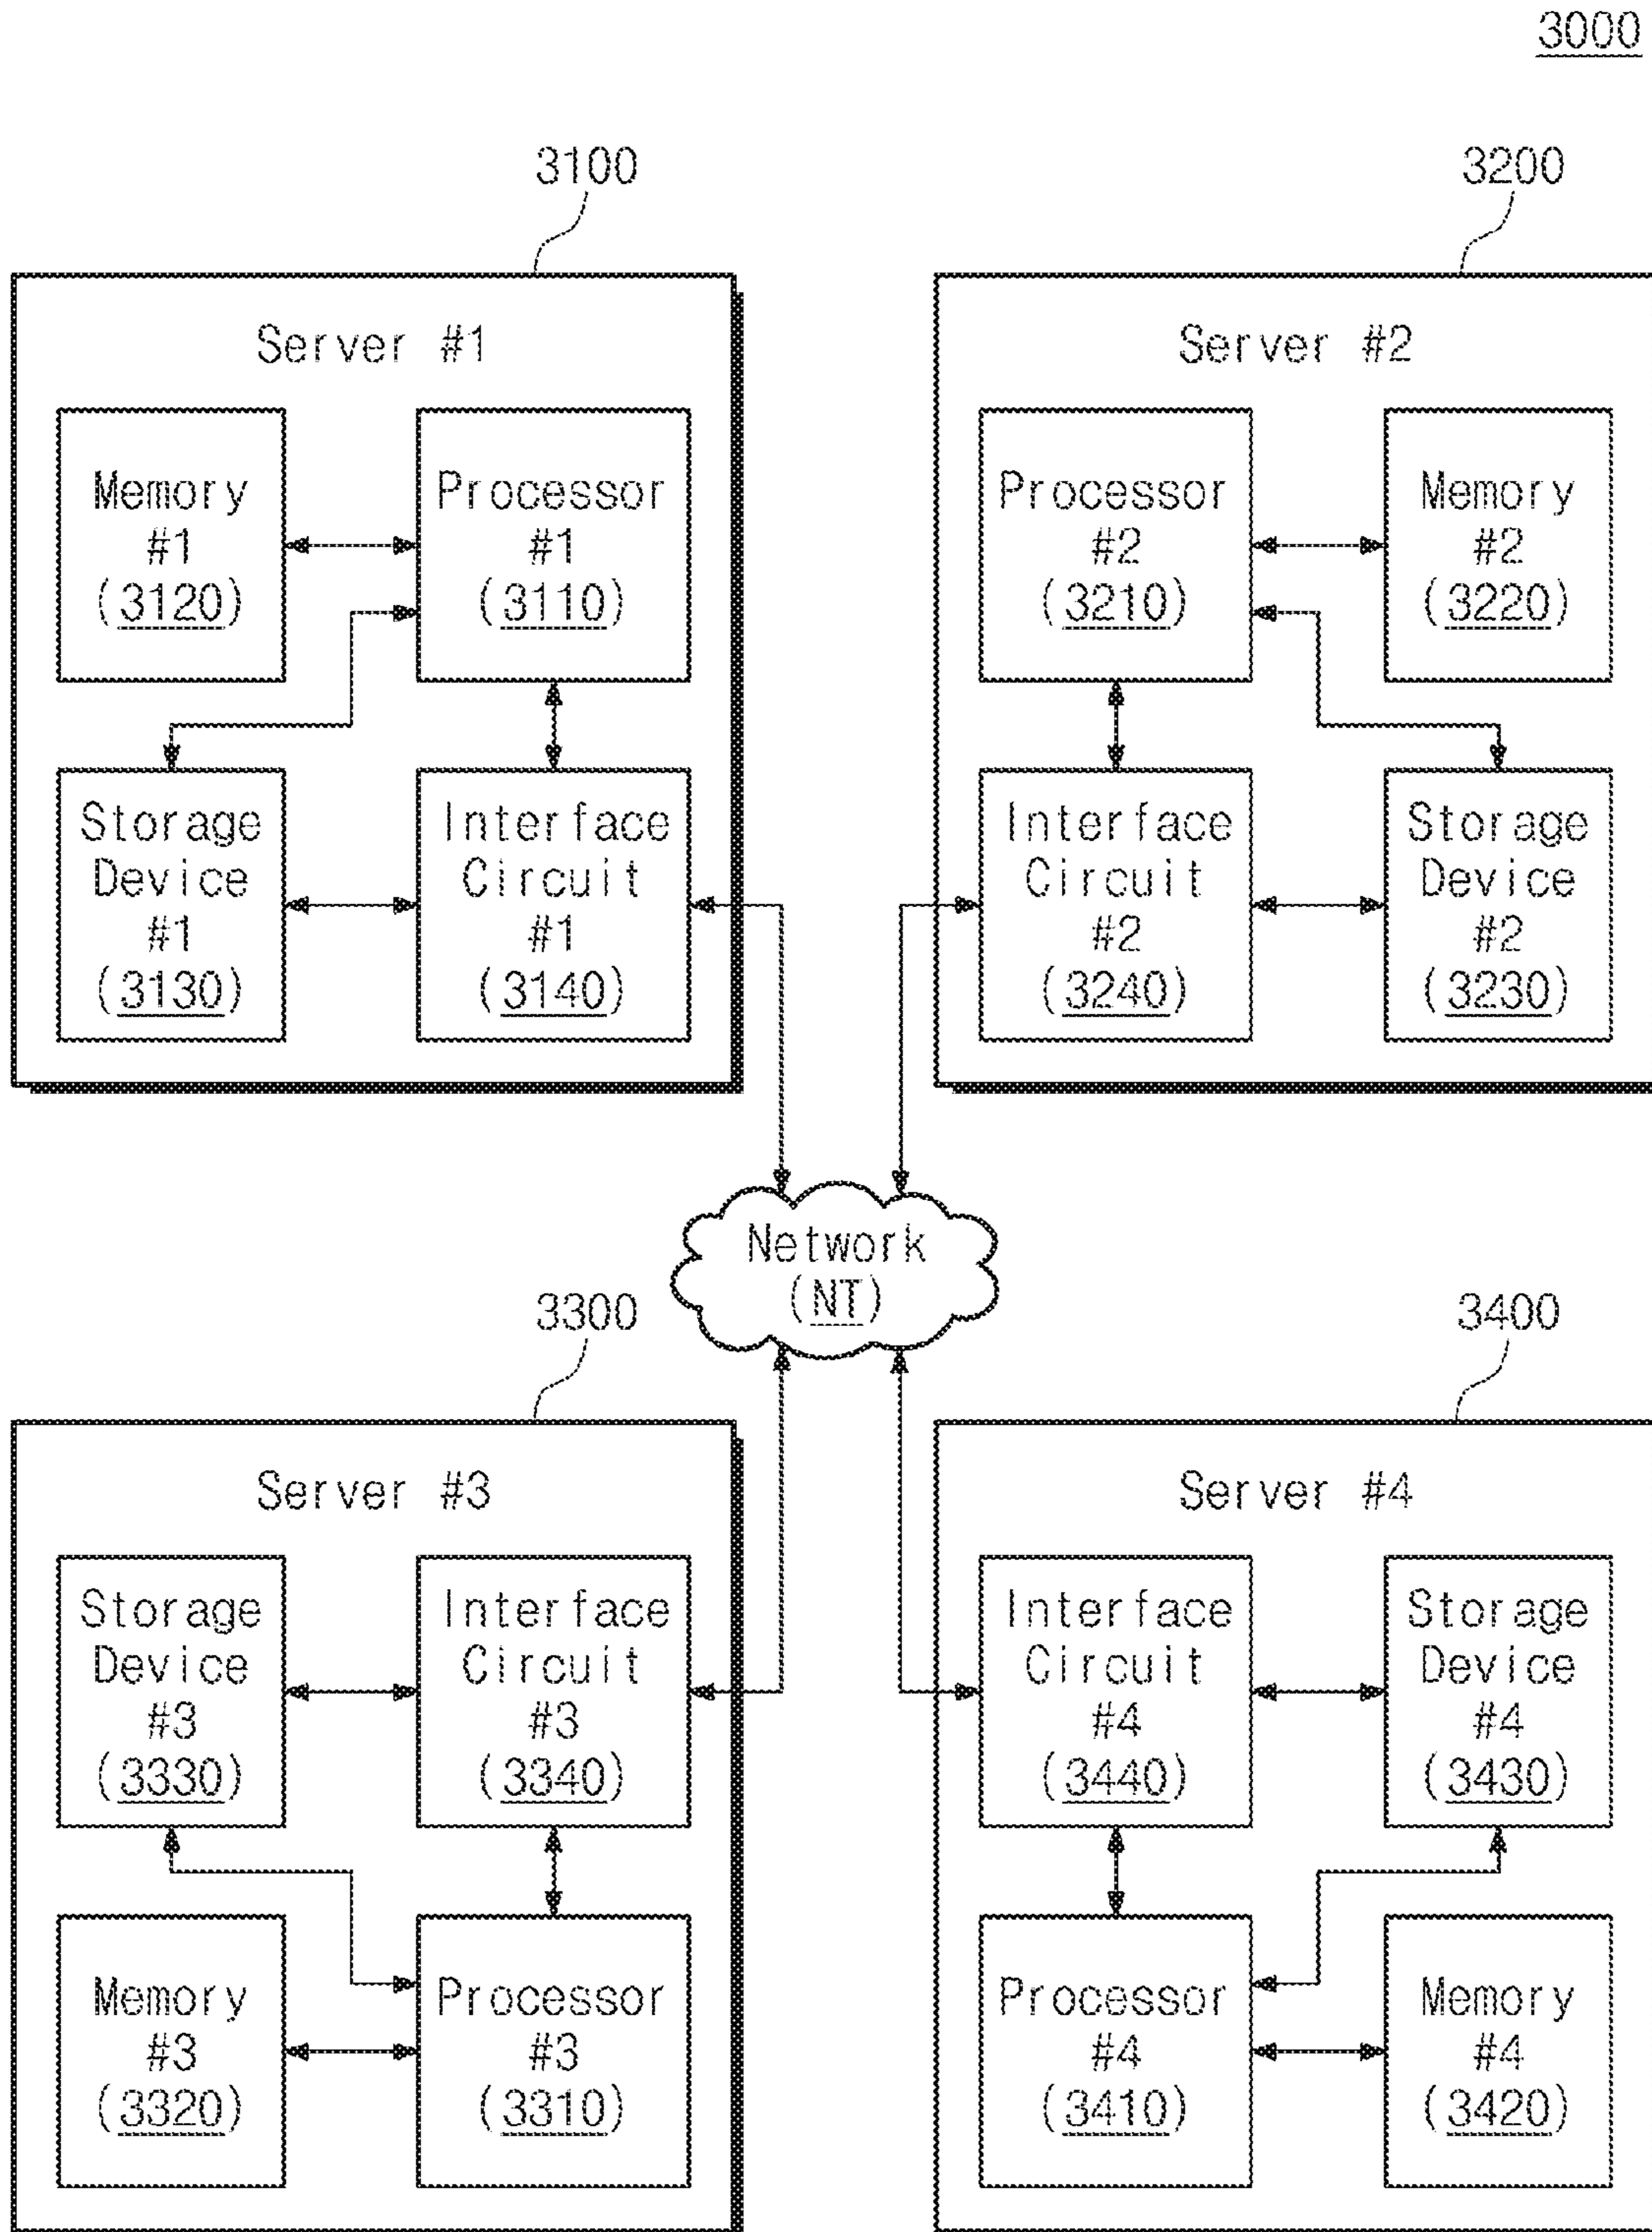 3000
3100
3200
Server #1
Memory
#1
(3120)
Processor
#1
(3110)
Storage
Device
#1
(3130)
Interface
Circuit
#1
(3140)
Server #2
Processor
#2
(3210)
Memory
#2
(3220)
Interface
Circuit
#2
(3240)
Storage
Device
#2
(3230)
Network
(NT)
3300
3400
Server #3
Storage
Device
#3
(3330)
Interface
Circuit
#3
(3340)
Memory
#3
(3320)
Processor
#3
(3310)
Server #4
Interface
Circuit
#4
(3440)
Storage
Device
#4
(3430)
Processor
#4
(3410)
Memory
#4
(3420)